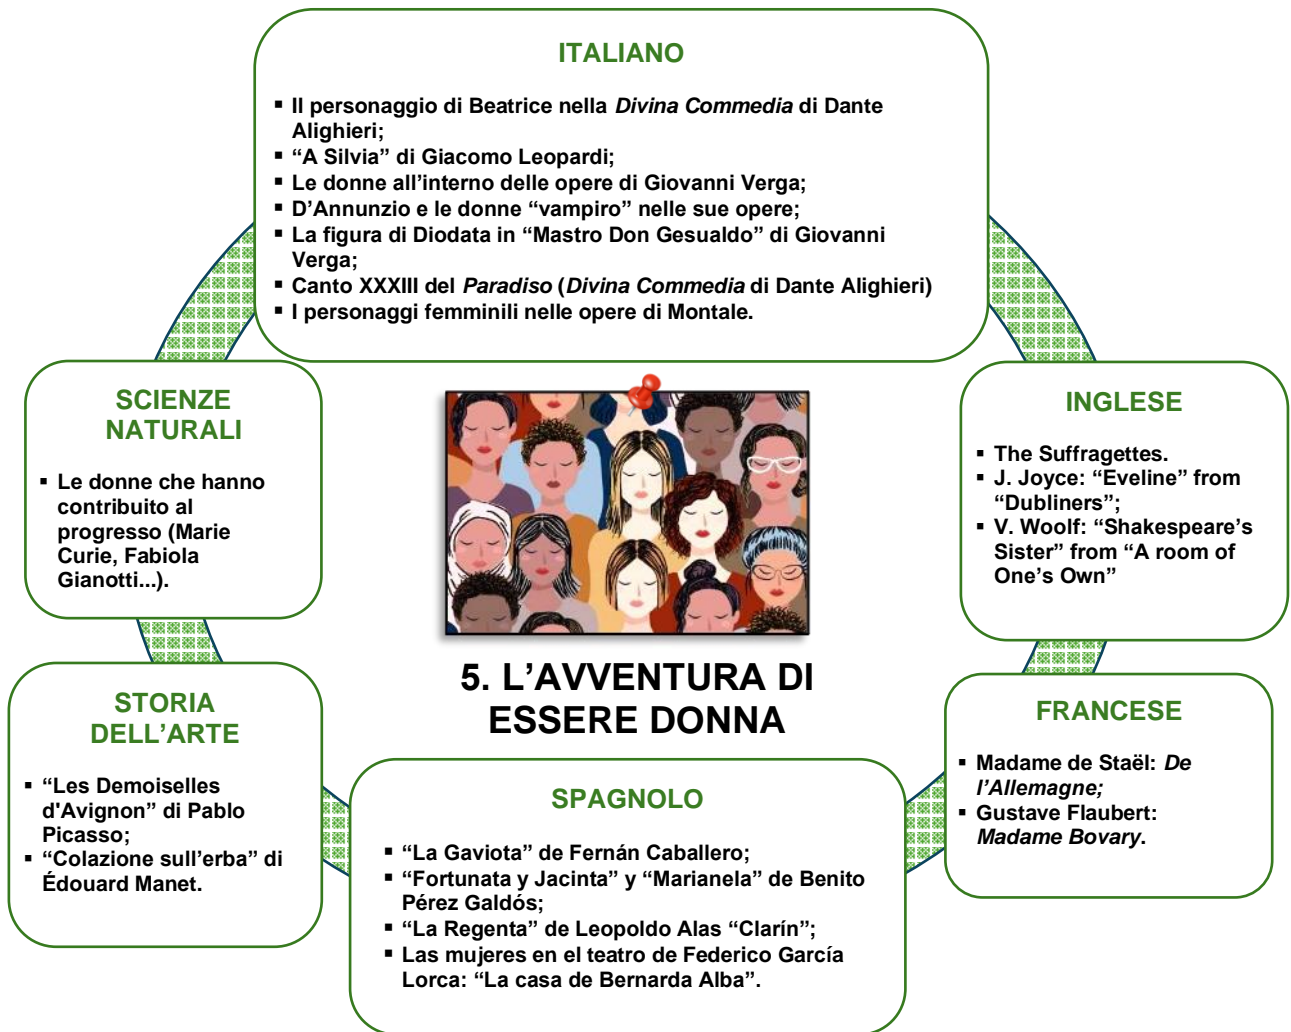 ITALIANO
▪ Il personaggio di Beatrice nella Divina Commedia di Dante
Alighieri;
▪ “A Silvia” di Giacomo Leopardi;
▪ Le donne all’interno delle opere di Giovanni Verga;
▪ D’Annunzio e le donne “vampiro” nelle sue opere;
▪ La figura di Diodata in “Mastro Don Gesualdo” di Giovanni
Verga;
▪ Canto XXXIII del Paradiso (Divina Commedia di Dante Alighieri)
▪ I personaggi femminili nelle opere di Montale.
SCIENZE
NATURALI
▪ Le donne che hanno
contribuito al
progresso (Marie
Curie, Fabiola
Gianotti...).
INGLESE
▪ The Suffragettes.
▪ J. Joyce: “Eveline” from
“Dubliners”;
▪ V. Woolf: “Shakespeare’s
Sister” from “A room of
One’s Own”
5. L’AVVENTURA DI
ESSERE DONNA
STORIA
DELL’ARTE
▪ “Les Demoiselles
d'Avignon” di Pablo
Picasso;
▪ “Colazione sull’erba” di
Édouard Manet.
SPAGNOLO
▪ “La Gaviota” de Fernán Caballero;
▪ “Fortunata y Jacinta” y “Marianela” de Benito
Pérez Galdós;
▪ “La Regenta” de Leopoldo Alas “Clarín”;
▪ Las mujeres en el teatro de Federico García
Lorca: “La casa de Bernarda Alba”.
FRANCESE
▪ Madame de Staël: De
l’Allemagne;
▪ Gustave Flaubert:
Madame Bovary.